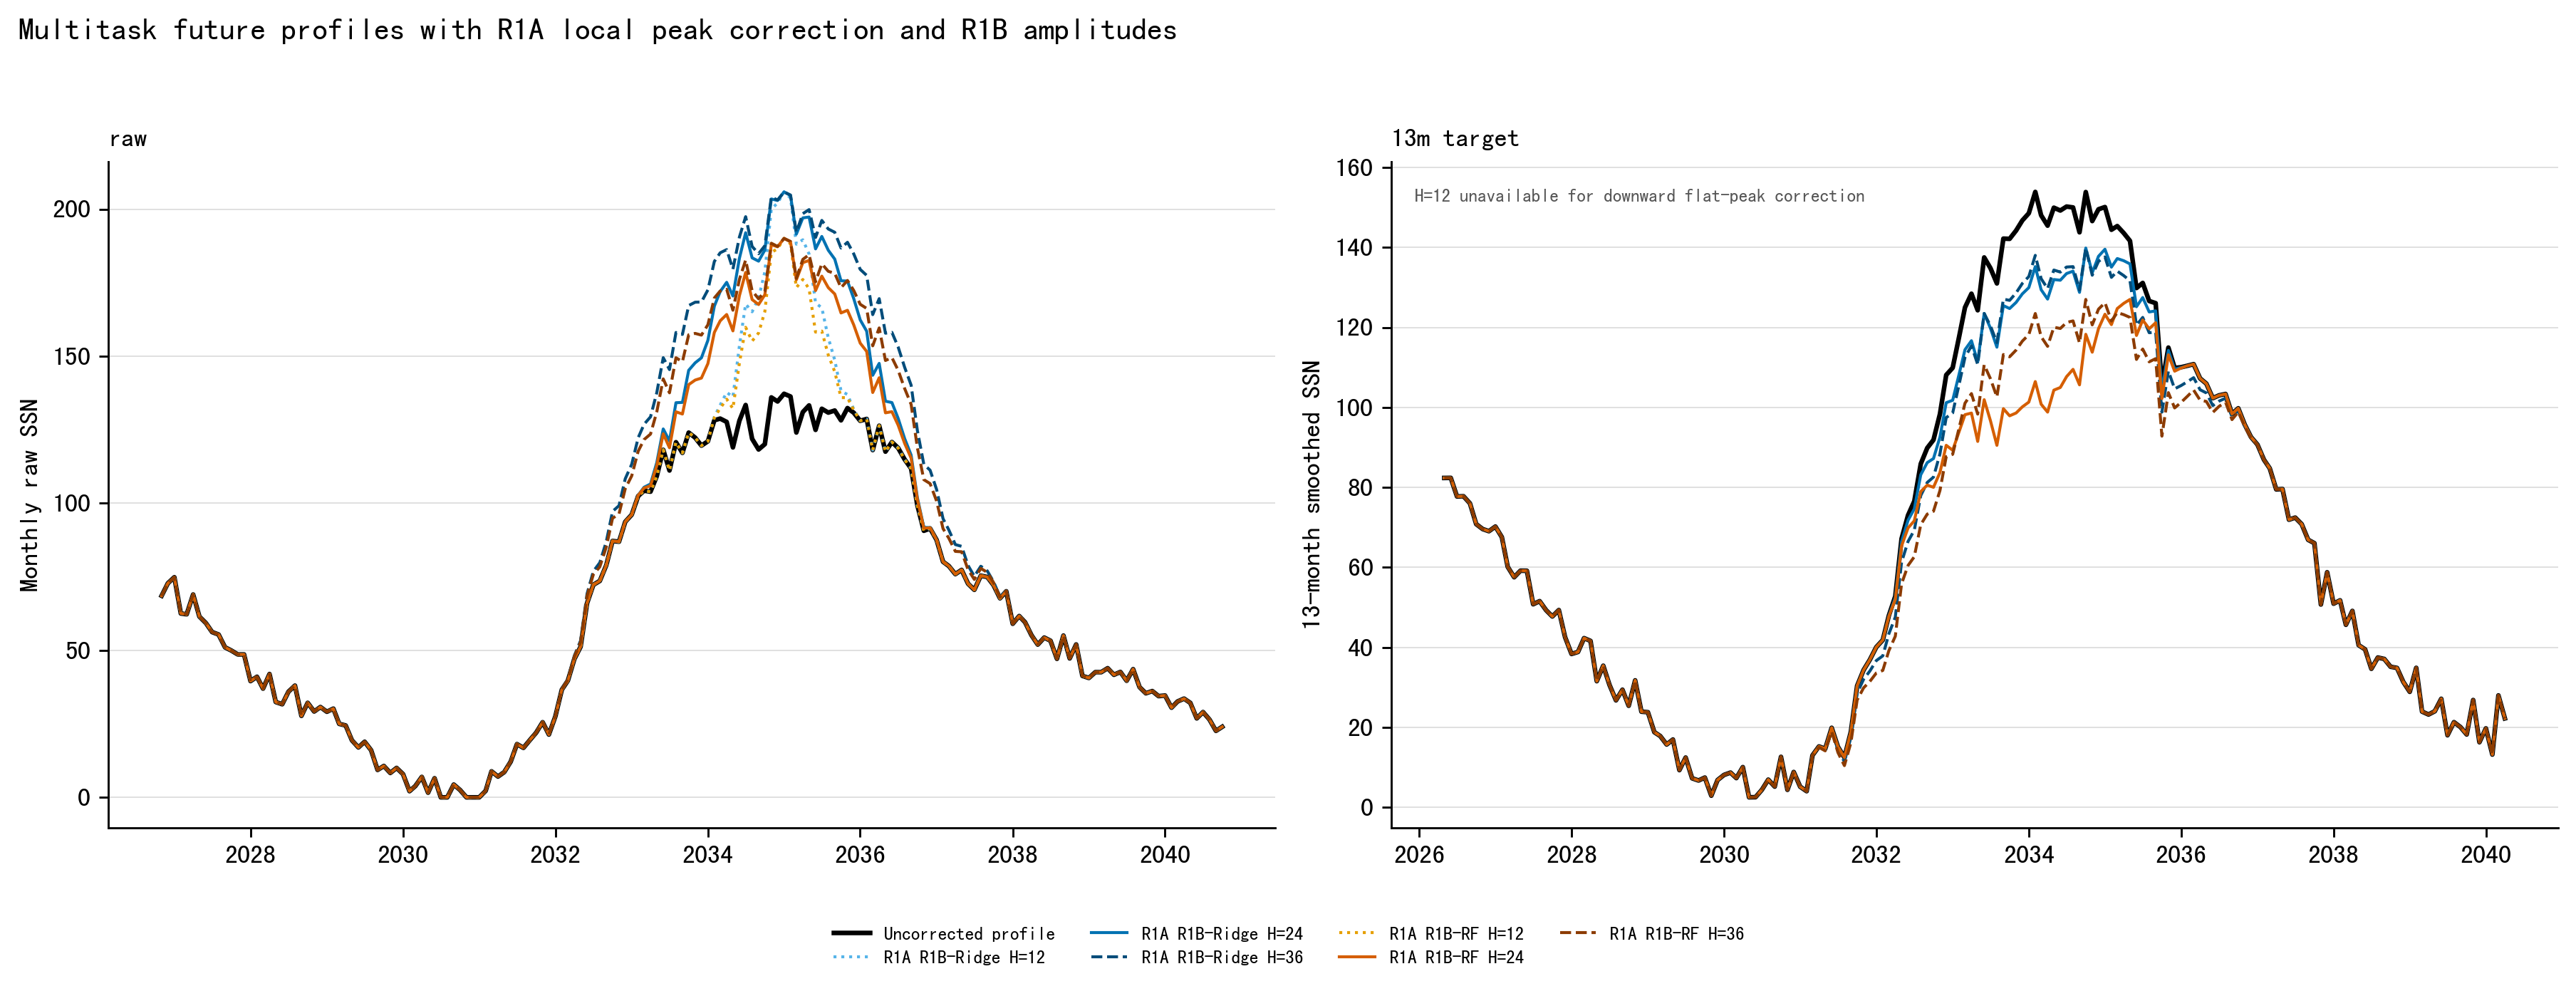 Multitask future profiles with R1A local peak correction and R1B amplitudes
raw
Monthly raw SSN
200
150
100
50
0
2028 2030 2032 2034 2036 2038 2040
13m target
H=12 unavailable for downward flat-peak correction
13-month smoothed SSN
160
140
120
100
80
60
40
20
0
2026 2028 2030 2032 2034 2036 2038 2040
Uncorrected profile R1A R1B-Ridge H=24 R1A R1B-RF H=12 R1A R1B-RF H=36
R1A R1B-Ridge H=12 R1A R1B-Ridge H=36 R1A R1B-RF H=24